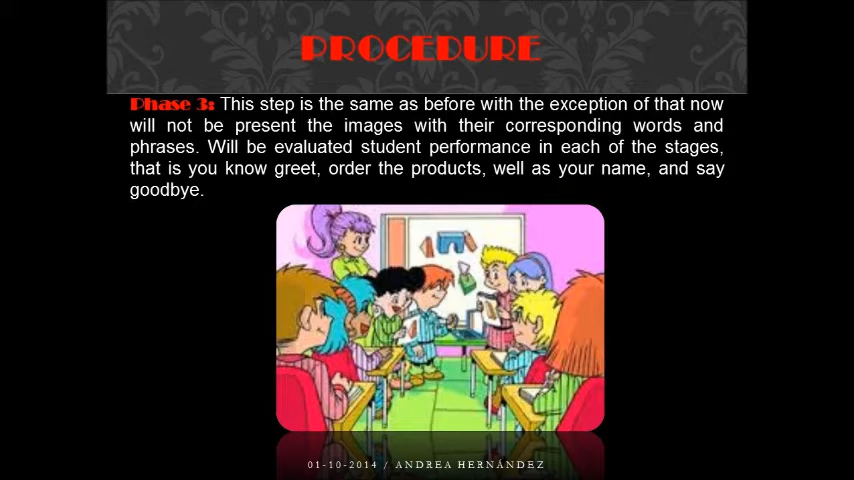 PROCEDURE
Phase 3: This step is the same as before with the exception of that now
will not be present the images with their corresponding words and
phrases. Will be evaluated student performance in each of the stages,
that is you know greet, order the products, well as your name, and say
goodbye.
01-10-2014 / ANDREA HERNÁNDEZ